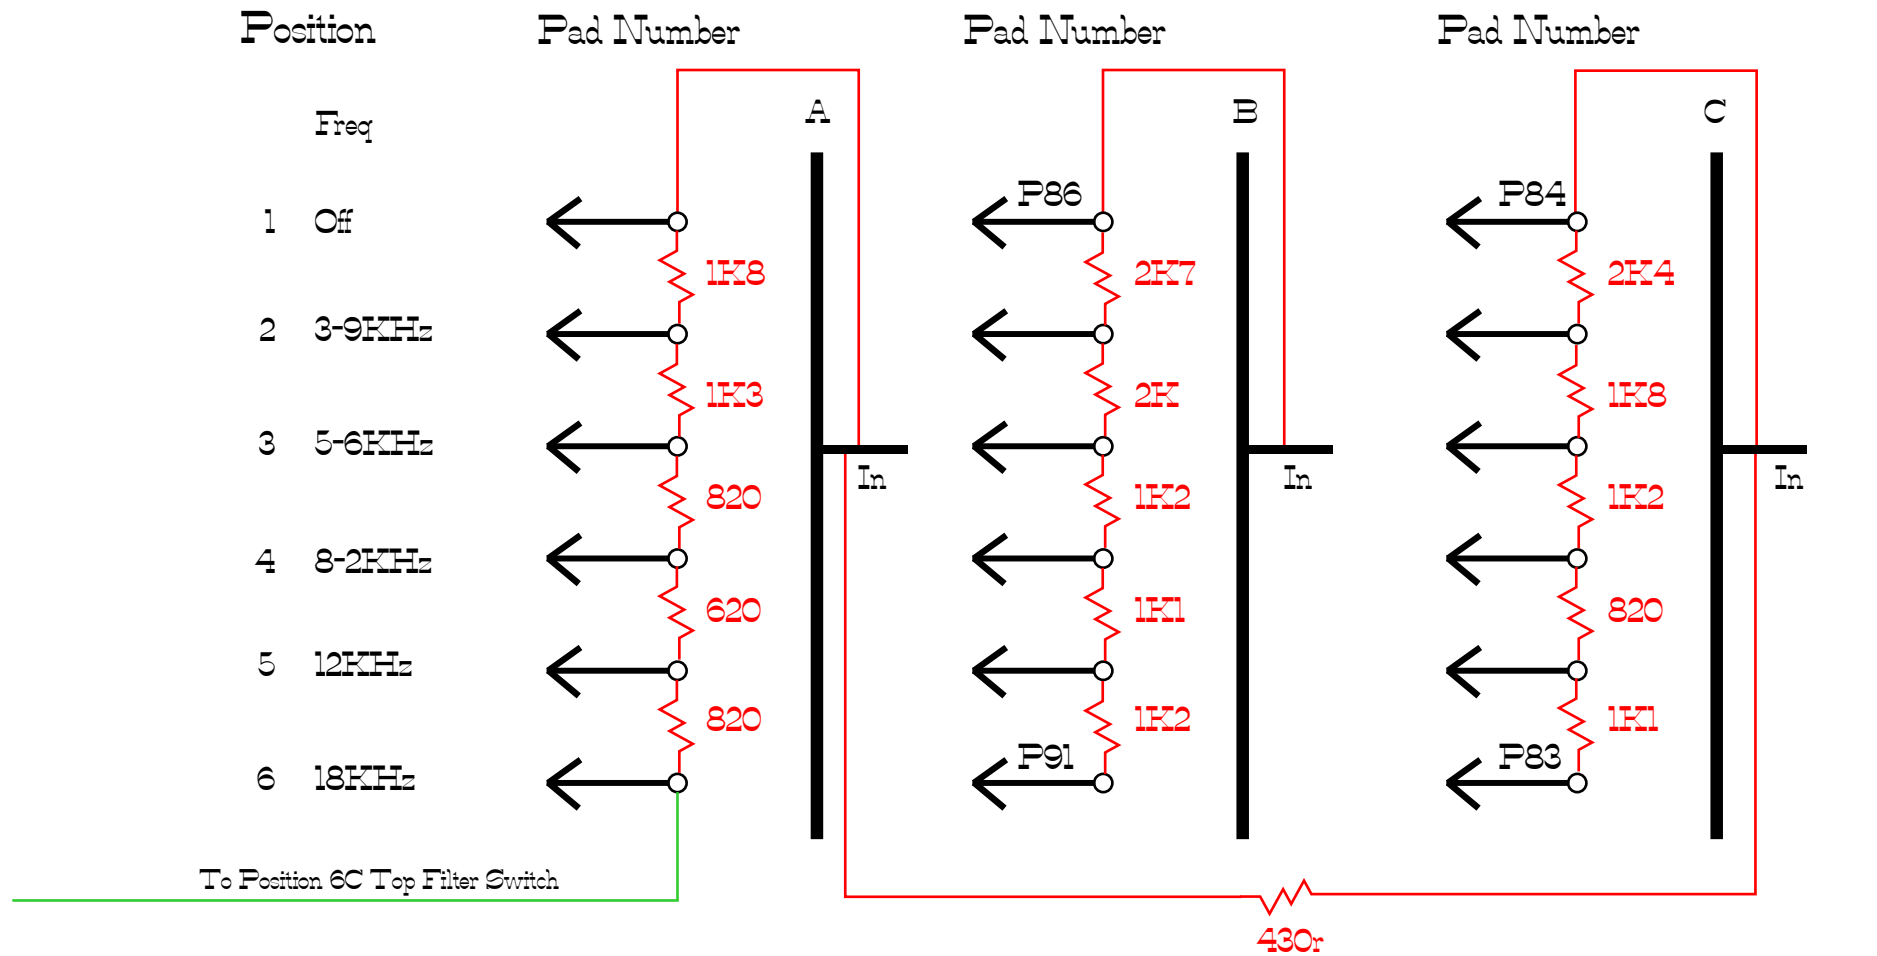 Position Pad Number Pad Number Pad Number
A B C
Freq
P86 P84
1 Off
1K8 2K7 2K4
2 3-9KHz
1K3 2K 1K8
3 5-6KHz
In In In
820 1K2 1K2
4 8-2KHz
620 1K1 820
5 12KHz
820 1K2 1K1
P91 P83
6 18KHz
To Position 6C Top Filter Switch
430r